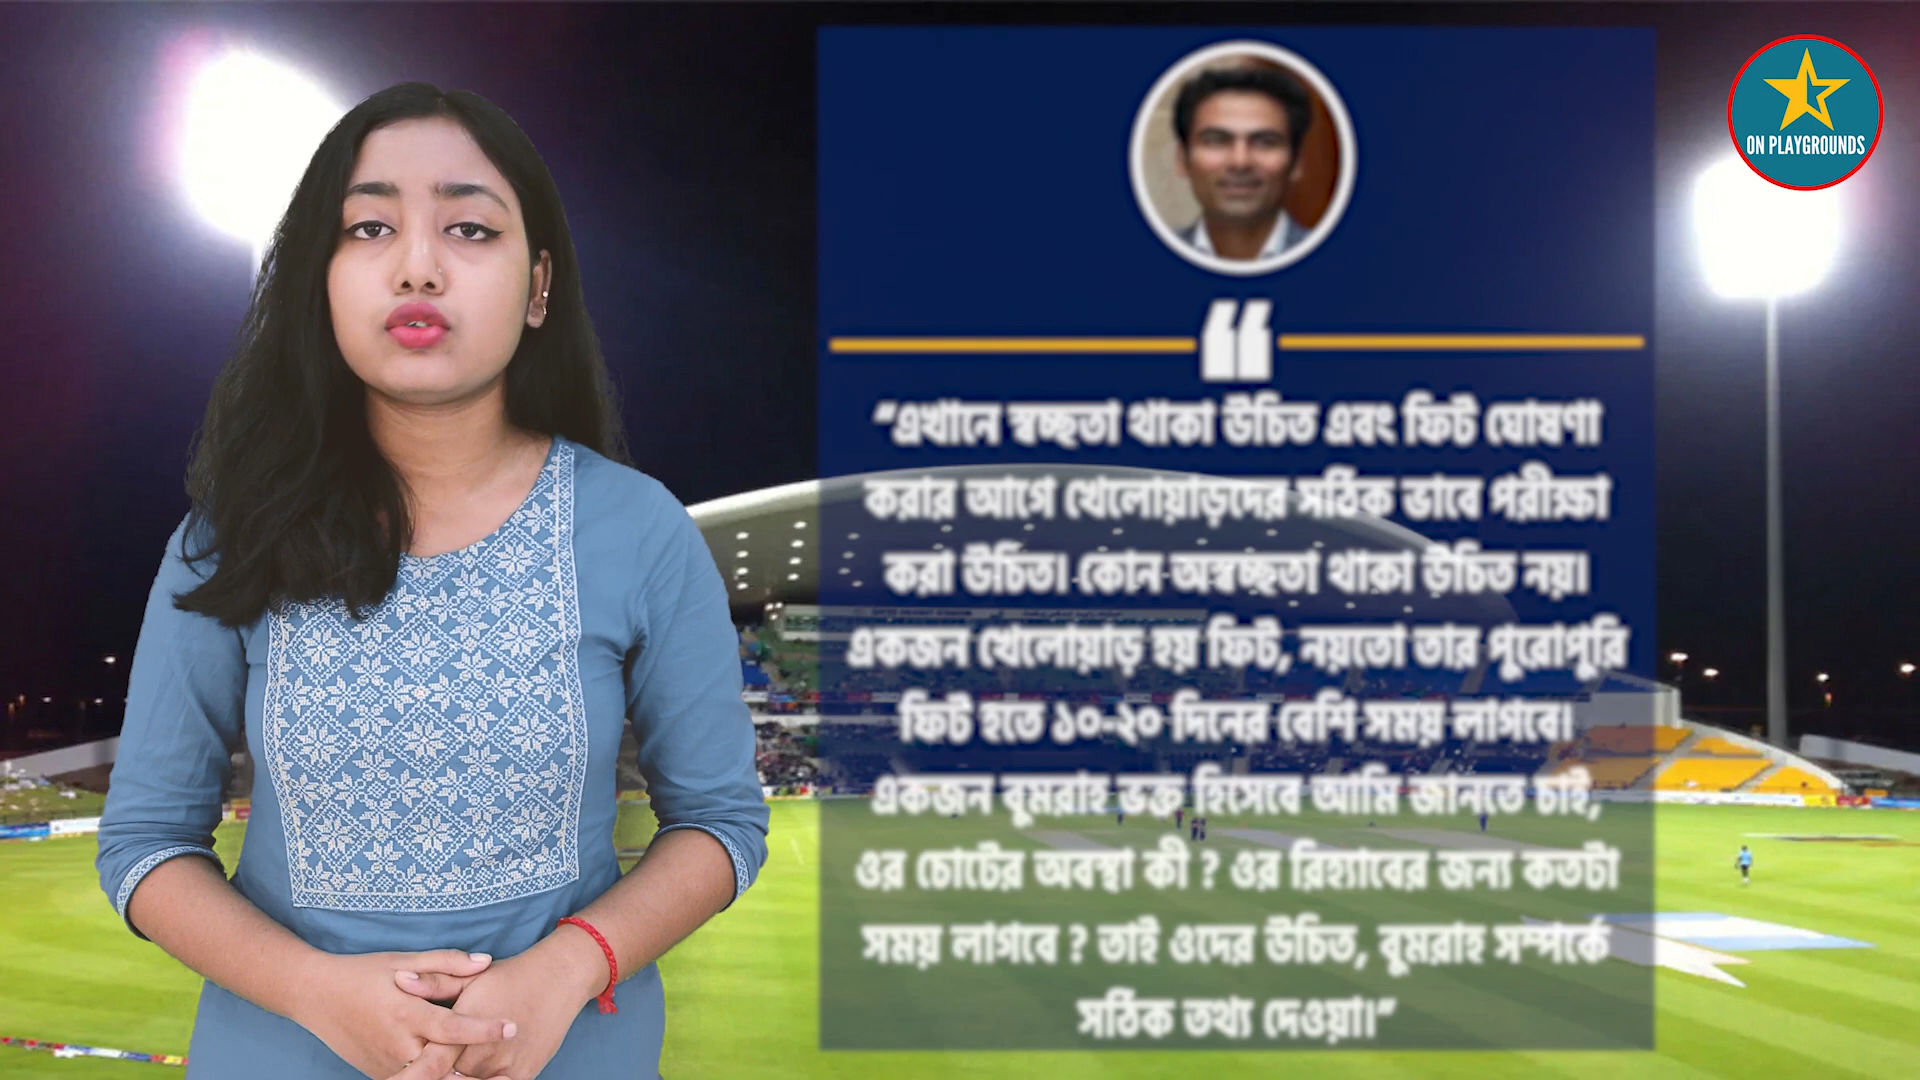 ON PLAYGROUNDS
“এখানে স্বচ্ছতা থাকা উচিত এবং ফিট ঘোষণা
করার আগে খেলোয়াড়দের সঠিক ভাবে পরীক্ষা
করা উচিত। কোন অস্বচ্ছতা থাকা উচিত নয়।
একজন খেলোয়াড় হয় ফিট, নয়তো তার পুরোপুরি
ফিট হতে ১০-২০ দিনের বেশি সময় লাগবে।
একজন বুমরাহ ভক্ত হিসেবে আমি জানতে চাই,
ওর চোটের অবস্থা কী ? ওর রিহ্যাবের জন্য কতটা
সময় লাগবে ? তাই ওদের উচিত, বুমরাহ সম্পর্কে
সঠিক তথ্য দেওয়া।”